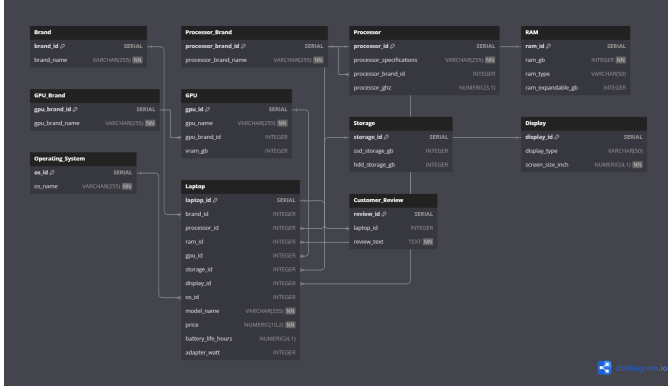 Brand
brand_id SERIAL
brand_name VARCHAR(255) NN
Processor_Brand
processor_brand_id SERIAL
processor_brand_name VARCHAR(255) NN
Processor
processor_id SERIAL
processor_specifications VARCHAR(255) NN
processor_brand_id INTEGER
processor_ghz NUMERIC(3,1)
RAM
ram_id SERIAL
ram_gb INTEGER NN
ram_type VARCHAR(50)
ram_expandable_gb INTEGER
GPU_Brand
gpu_brand_id SERIAL
gpu_brand_name VARCHAR(255) NN
GPU
gpu_id SERIAL
gpu_name VARCHAR(255) NN
gpu_brand_id INTEGER
vram_gb INTEGER
Storage
storage_id SERIAL
ssd_storage_gb INTEGER
hdd_storage_gb INTEGER
Display
display_id SERIAL
display_type VARCHAR(50)
screen_size_inch NUMERIC(4,1) NN
Operating_System
os_id SERIAL
os_name VARCHAR(255) NN
Laptop
laptop_id SERIAL
brand_id INTEGER
processor_id INTEGER
ram_id INTEGER
gpu_id INTEGER
storage_id INTEGER
display_id INTEGER
os_id INTEGER
model_name VARCHAR(255) NN
price NUMERIC(10,2) NN
battery_life_hours NUMERIC(4,1)
adapter_watt INTEGER
Customer_Review
review_id SERIAL
laptop_id INTEGER
review_text TEXT NN
dbdiagram.io